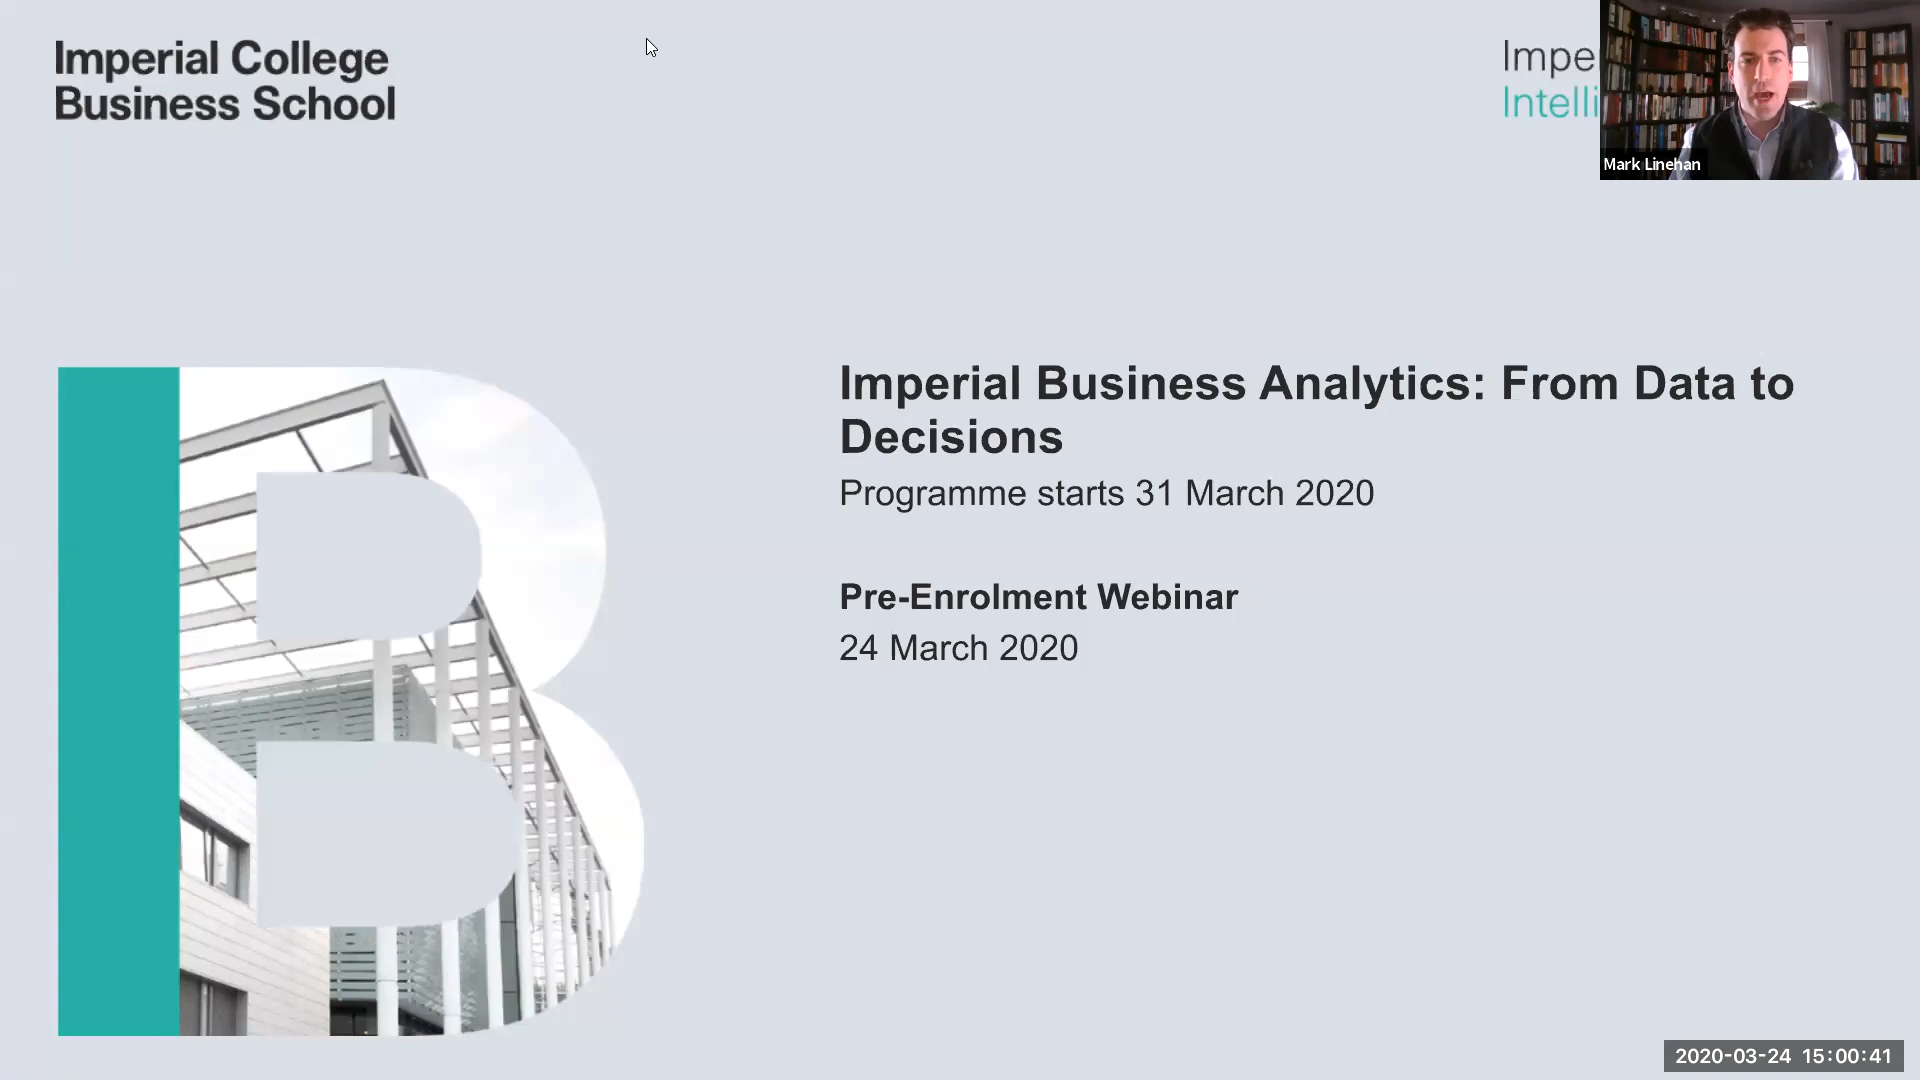 Imperial College
Business School
Impe
Intelli
Mark Linehan
Imperial Business Analytics: From Data to
Decisions
Programme starts 31 March 2020
Pre-Enrolment Webinar
24 March 2020
2020-03-24 15:00:41